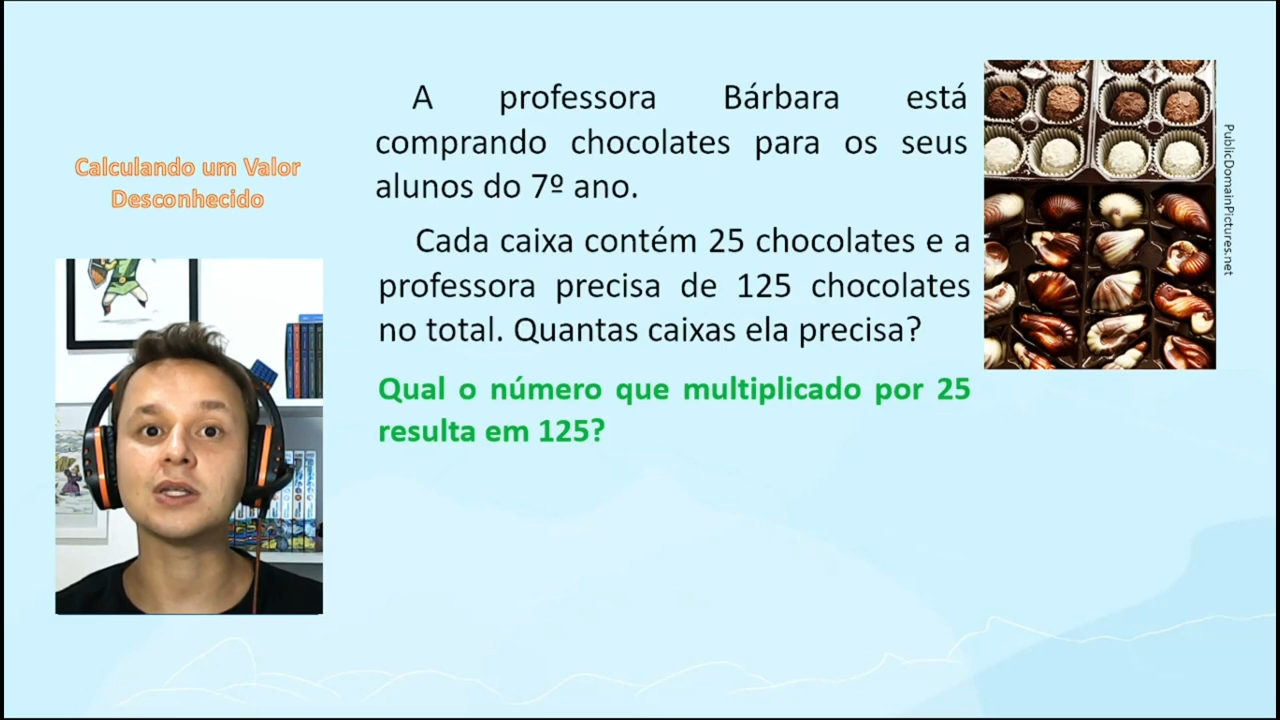 Calculando um Valor
Desconhecido
A professora Bárbara está
comprando chocolates para os seus
alunos do 7º ano.
Cada caixa contém 25 chocolates e a
professora precisa de 125 chocolates
no total. Quantas caixas ela precisa?
Qual o número que multiplicado por 25
resulta em 125?
PublicDomainPictures.net